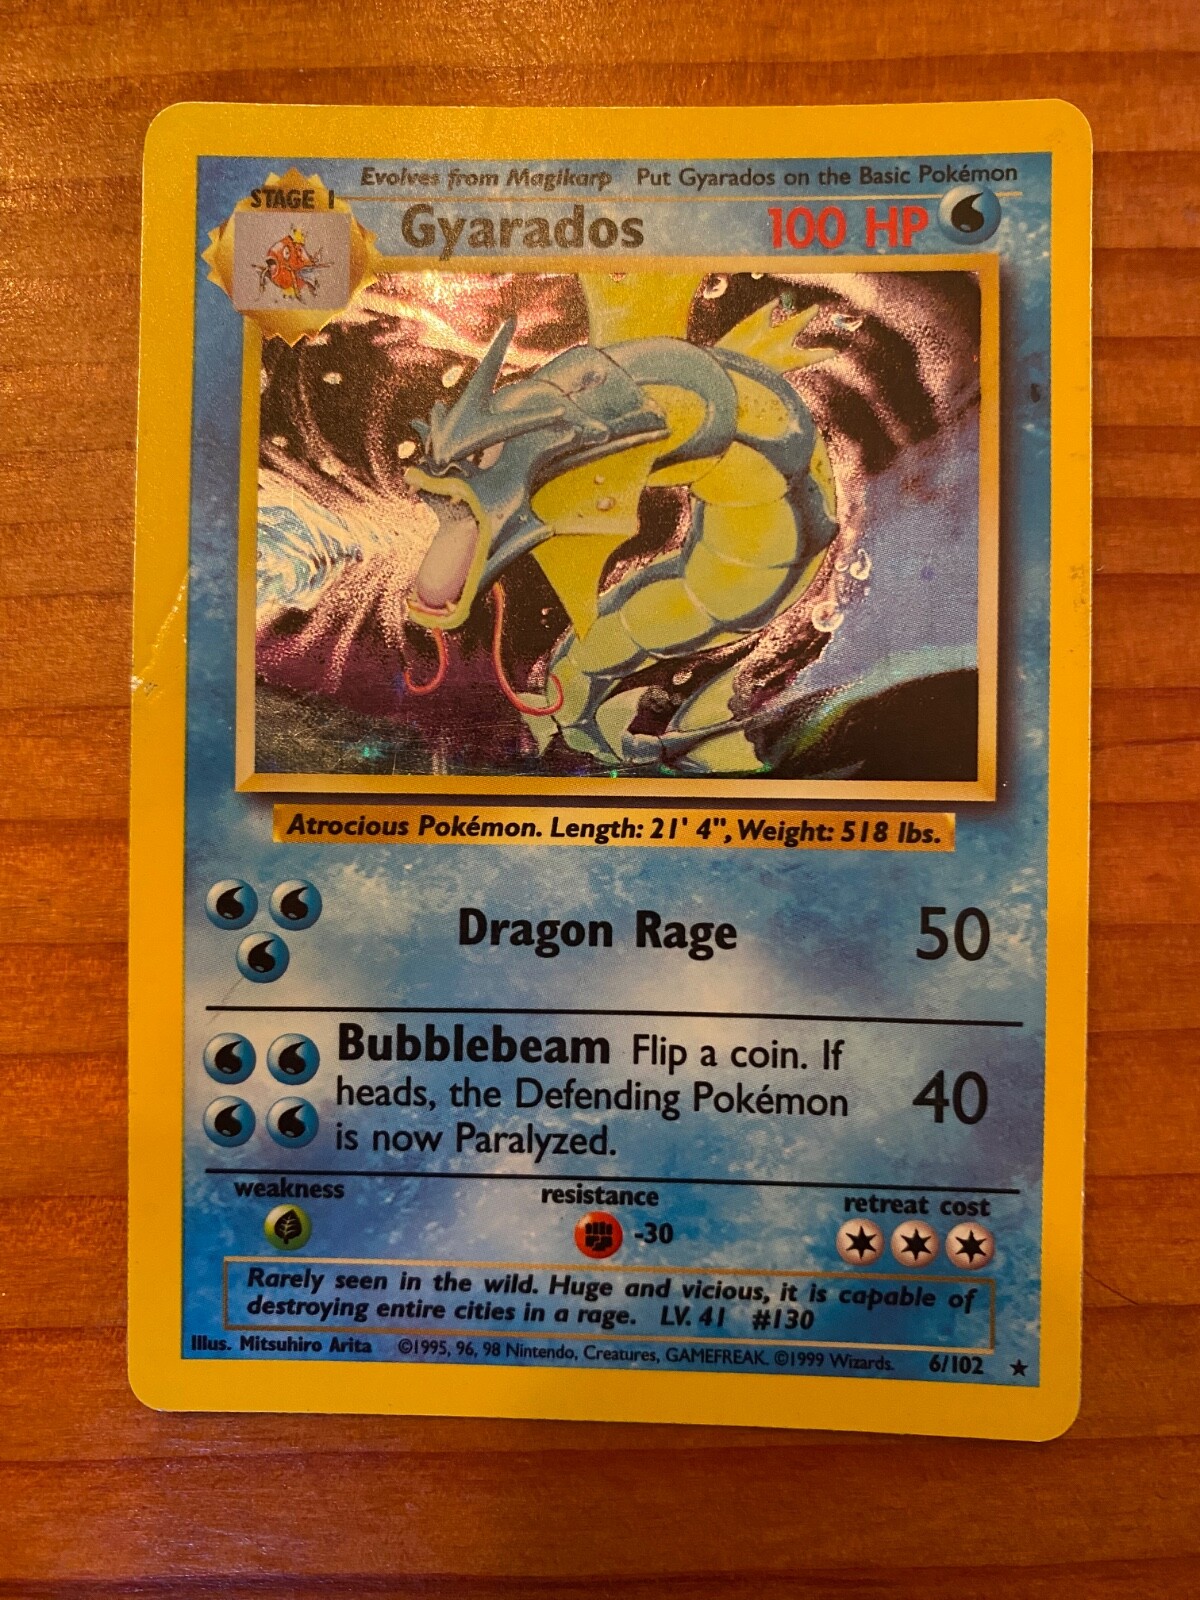 Evolves from Magikarp Put Gyarados on the Basic Pokémon
STAGE 1
Gyarados 100 HP
Atrocious Pokémon. Length: 21' 4", Weight: 518 lbs.
Dragon Rage 50
Bubblebeam Flip a coin. If
heads, the Defending Pokémon
is now Paralyzed.
40
weakness resistance retreat cost
-30
Rarely seen in the wild. Huge and vicious, it is capable of
destroying entire cities in a rage. LV. 41 #130
Illus. Mitsuhiro Arita ©1995, 96, 98 Nintendo, Creatures, GAMEFREAK. ©1999 Wizards. 6/102 ★